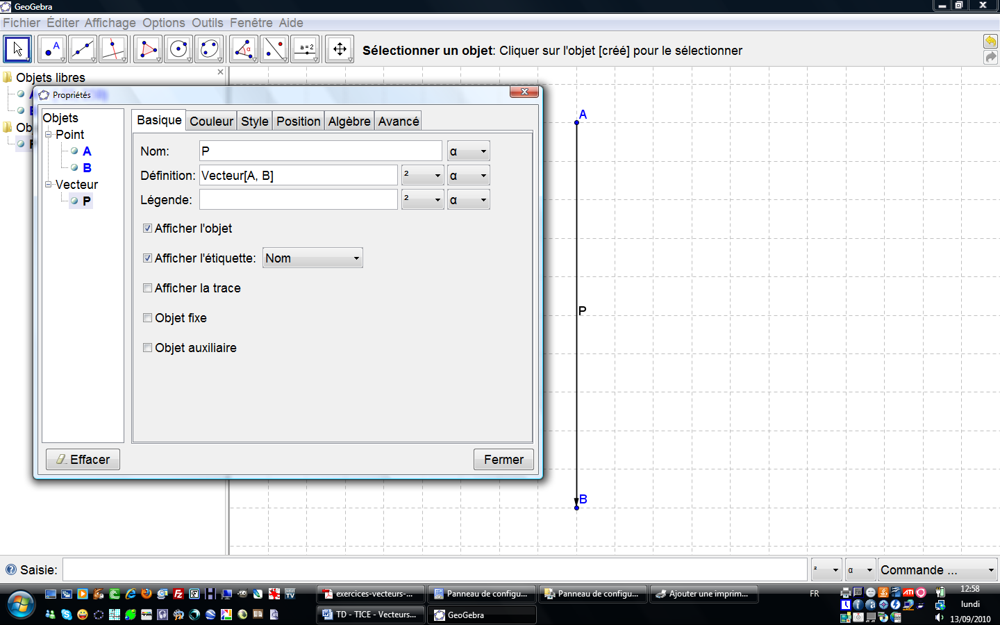 GeoGebra
Fichier Éditer Affichage Options Outils Fenêtre Aide
A α a=2 Sélectionner un objet: Cliquer sur l'objet [créé] pour le sélectionner
Objets libres
Propriétés
Objets
Point
A
B
Vecteur
P
Basique Couleur Style Position Algèbre Avancé
Nom: P α
Définition: Vecteur[A, B] ² α
Légende: ² α
Afficher l'objet
Afficher l'étiquette: Nom
Afficher la trace
Objet fixe
Objet auxiliaire
Effacer Fermer
A
P
B
Saisie: ² α Commande ...
exercices-vecteurs-... Panneau de configu... Panneau de configu... Ajouter une imprim... FR 12:58
TD - TICE - Vecteurs... GeoGebra lundi
13/09/2010